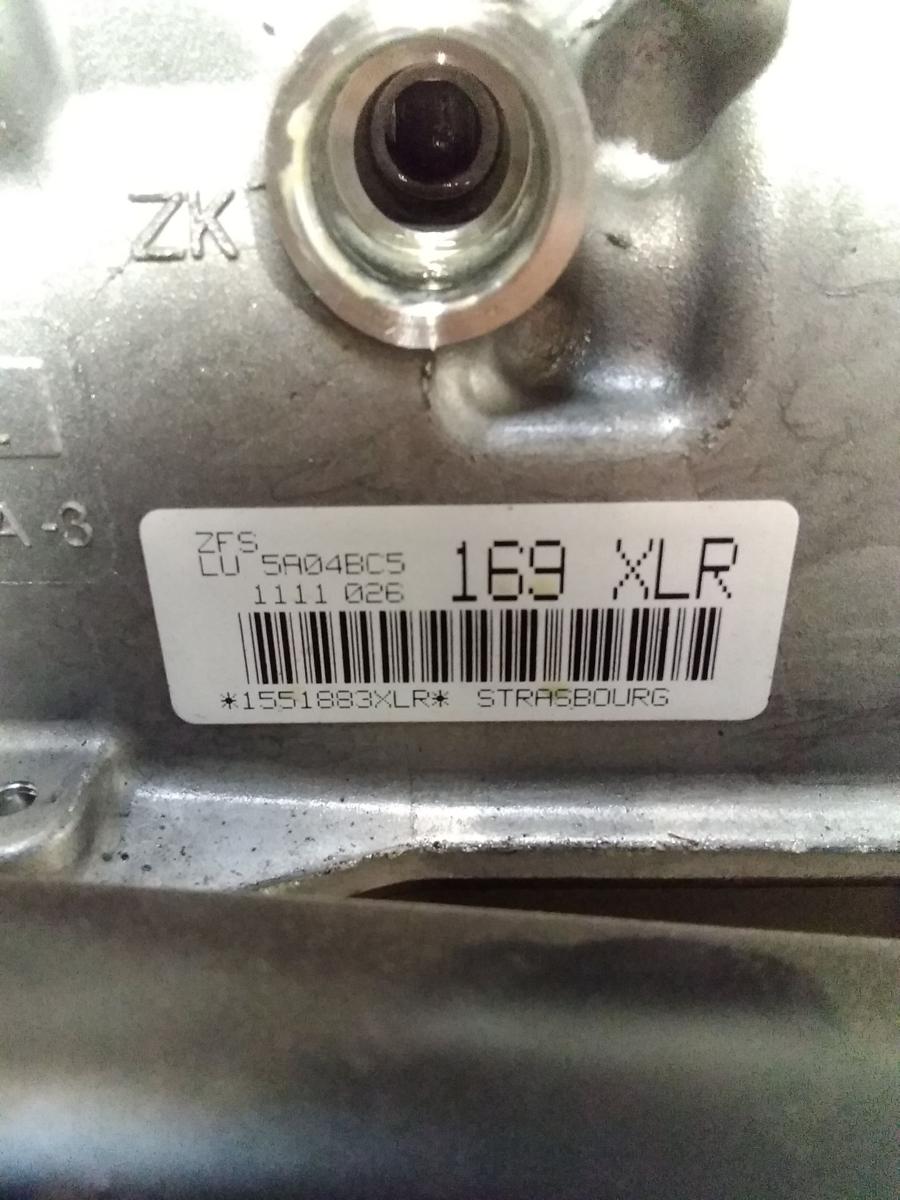 ZK
A-3
ZFS
LU 5A04BC5
1111 026
169 XLR
*1551883XLR* STRASBOURG